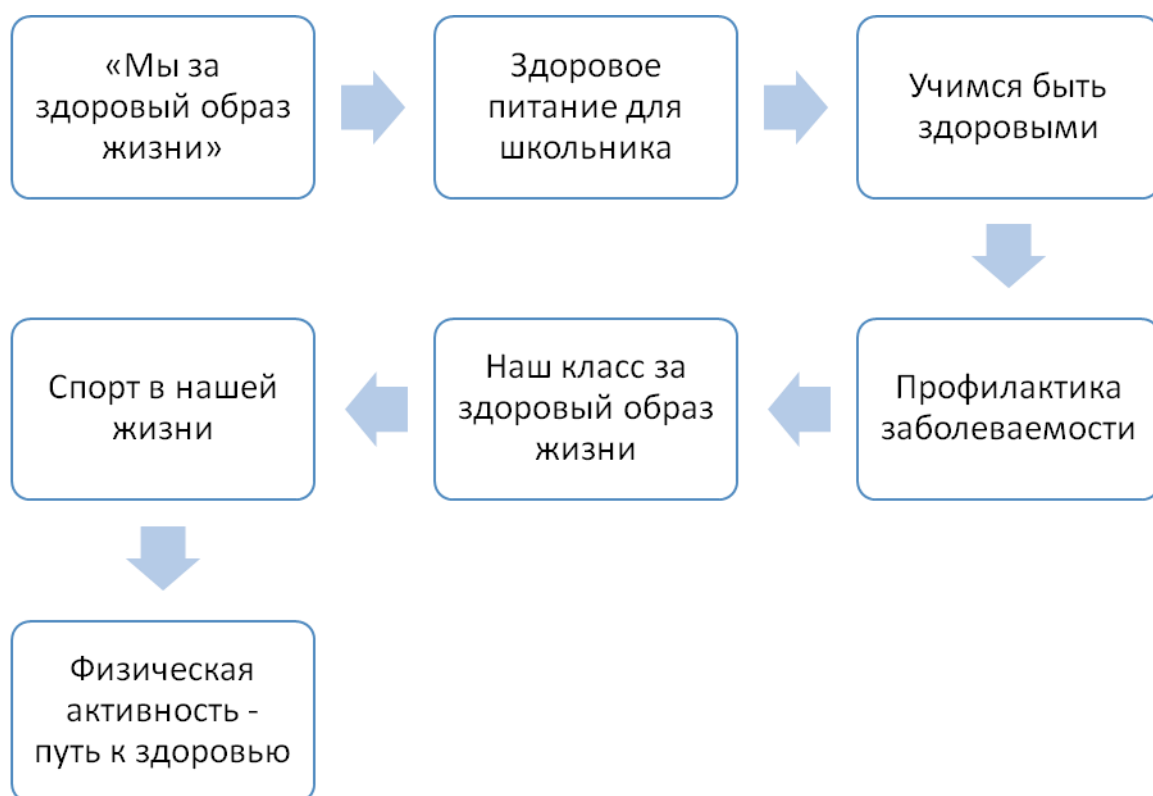 «Мы за
здоровый образ
жизни»
Здоровое
питание для
школьника
Учимся быть
здоровыми
Профилактика
заболеваемости
Наш класс за
здоровый образ
жизни
Спорт в нашей
жизни
Физическая
активность -
путь к здоровью